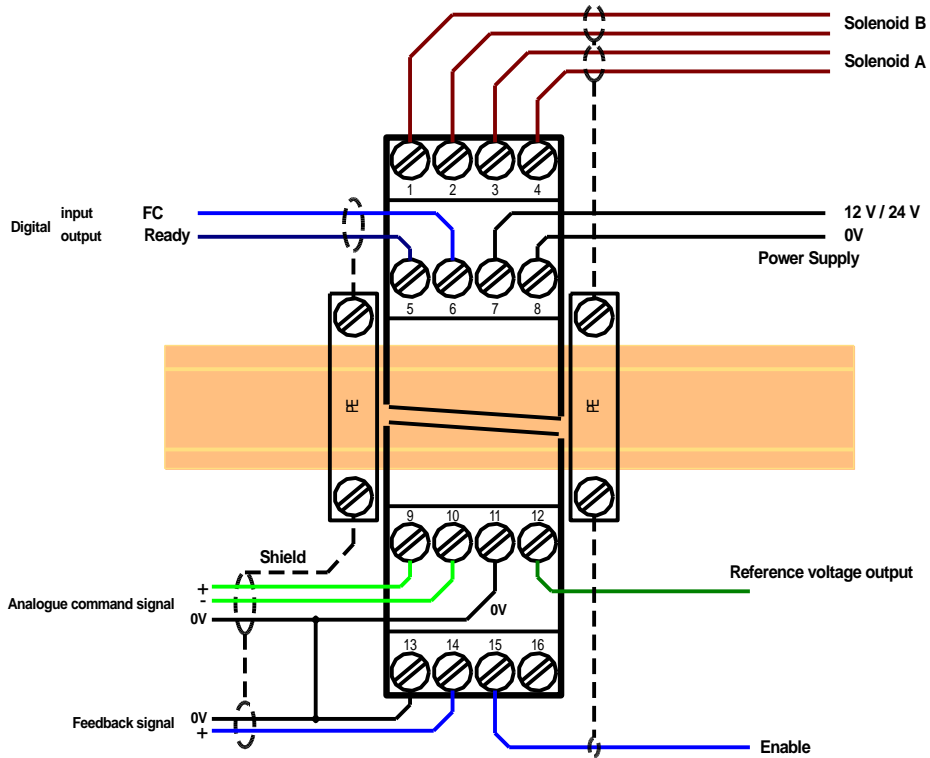 Solenoid B
Solenoid A
1 2 3 4
Digital input FC
output Ready
12 V / 24 V
0V
Power Supply
5 6 7 8
PE PE
9 10 11 12
Shield
Reference voltage output
+
-
Analogue command signal
0V
0V
13 14 15 16
Feedback signal
0V
+
Enable